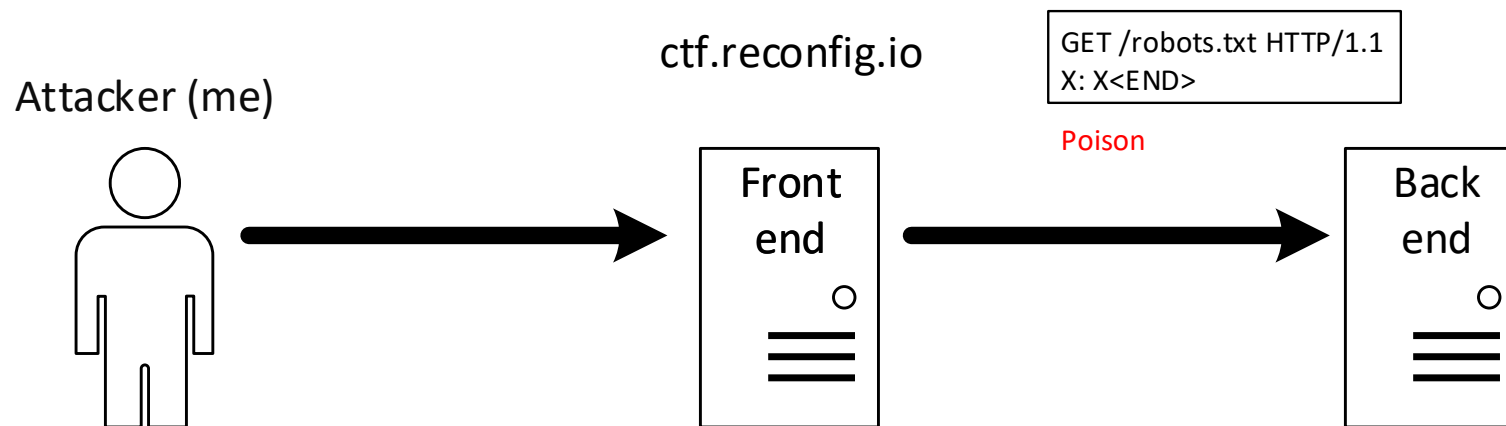 ctf.reconfig.io
GET /robots.txt HTTP/1.1
X: X<END>
Attacker (me)
Poison
Front
end
Back
end